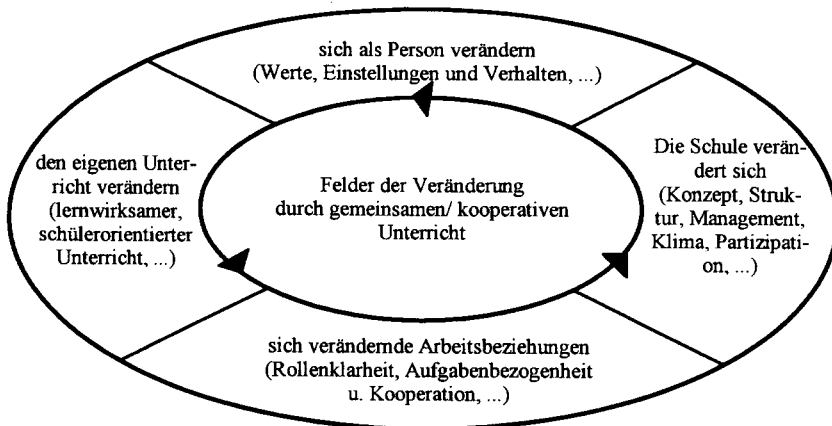 sich als Person verändern
(Werte, Einstellungen und Verhalten, ...)
den eigenen Unter-
richt verändern
(lernwirksamer,
schülerorientierter
Unterricht, ...)
Felder der Veränderung
durch gemeinsamen/ kooperativen
Unterricht
Die Schule verän-
dert sich
(Konzept, Struk-
tur, Management,
Klima, Partizipati-
on, ...)
sich verändernde Arbeitsbeziehungen
(Rollenklarheit, Aufgabenbezogenheit
u. Kooperation, ...)